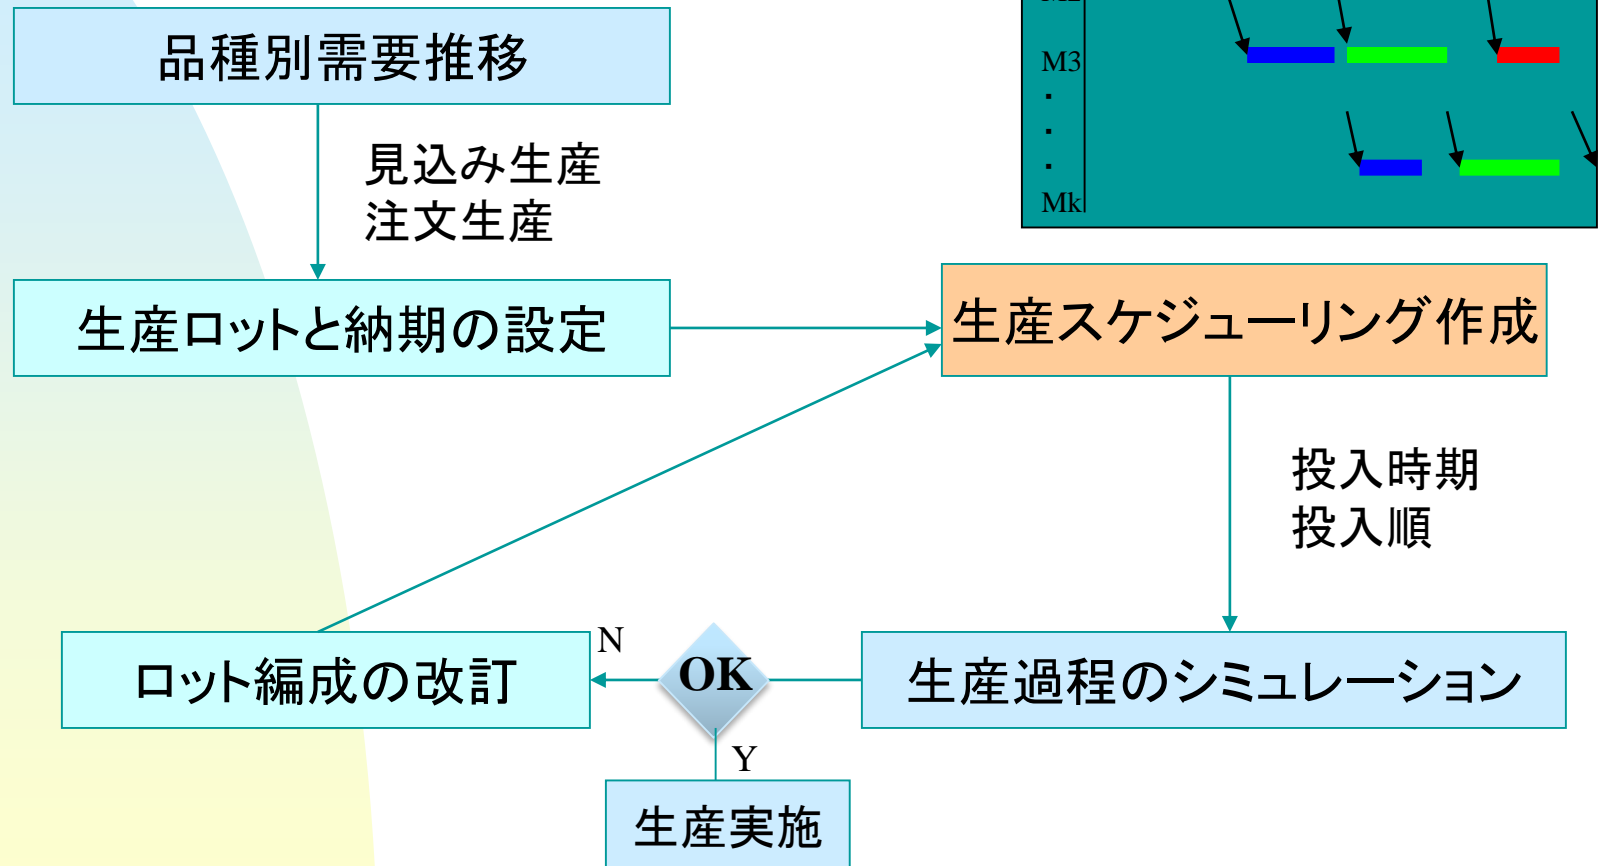 品種別需要推移
M3
・
・
・
Mk
見込み生産
注文生産
生産ロットと納期の設定
生産スケジューリング作成
投入時期
投入順
ロット編成の改訂
N
OK
生産過程のシミュレーション
Y
生産実施